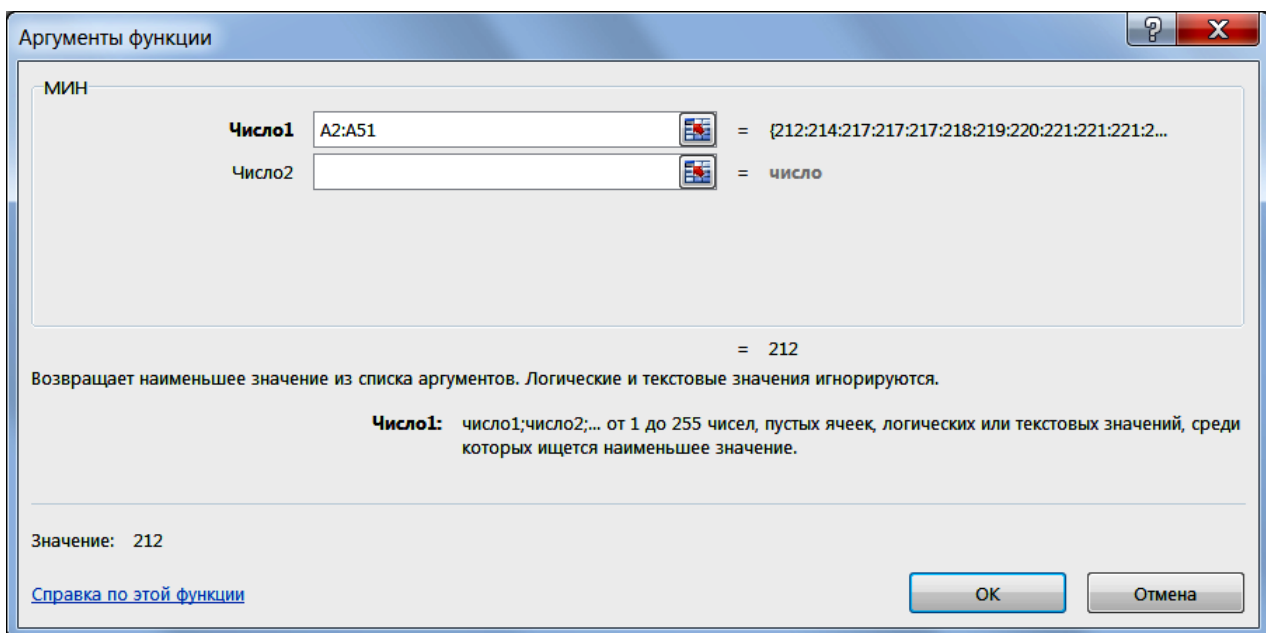 Аргументы функции
МИН
Число1 A2:A51 = {212:214:217:217:217:218:219:220:221:221:221:2...
Число2 = число
= 212
Возвращает наименьшее значение из списка аргументов. Логические и текстовые значения игнорируются.
Число1: число1;число2;... от 1 до 255 чисел, пустых ячеек, логических или текстовых значений, среди
которых ищется наименьшее значение.
Значение: 212
Справка по этой функции
ОК
Отмена